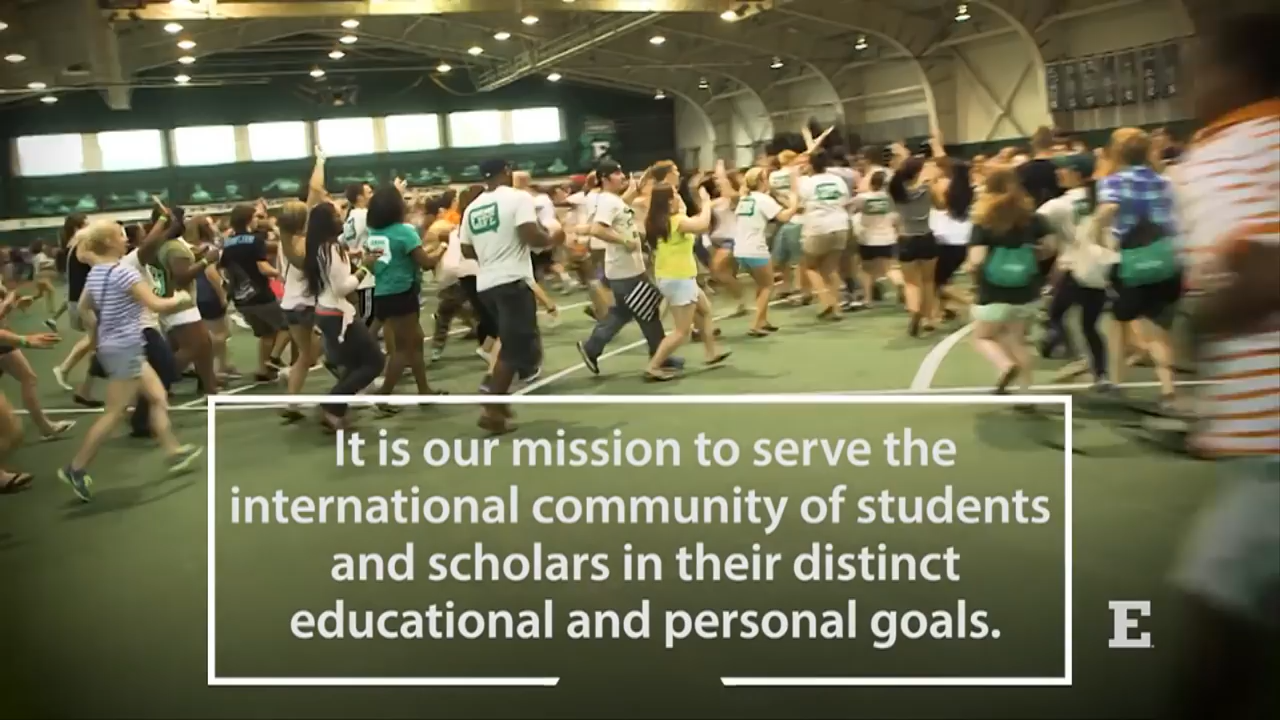 It is our mission to serve the
international community of students
and scholars in their distinct
educational and personal goals.
E